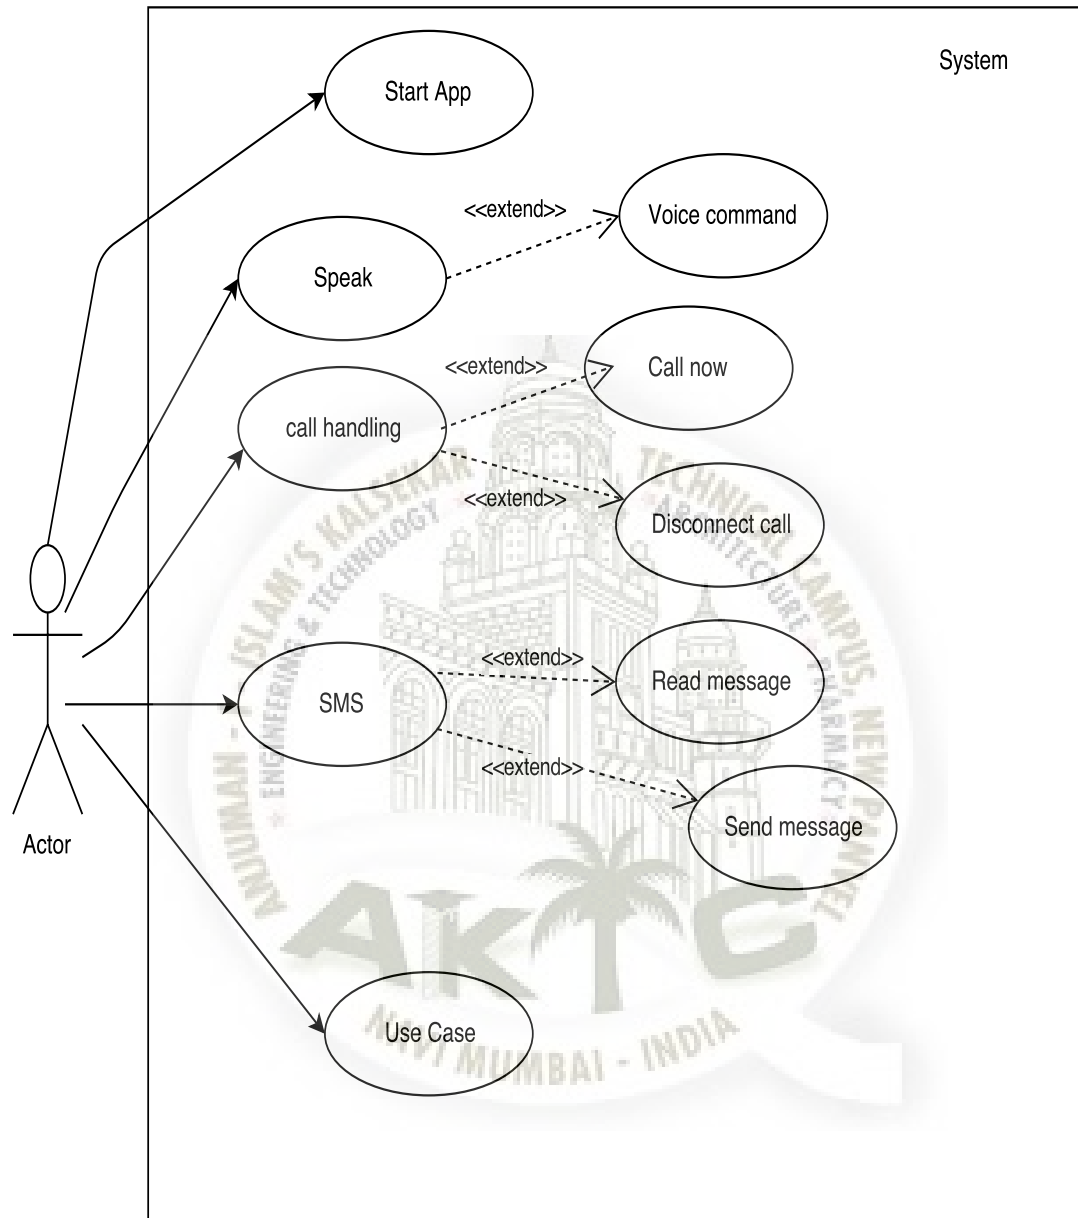 System
Start App
<<extend>>
Voice command
Speak
<<extend>>
Call now
call handling
<<extend>>
Disconnect call
<<extend>>
Read message
SMS
<<extend>>
Send message
Actor
Use Case
ANJUMAN - I ISLAM'S KALSEKAR TECHNICAL CAMPUS, NEW PANVEL
ENGINEERING & TECHNOLOGY ARCHITECTURE PHARMACY
AKTC
NAVI MUMBAI - INDIA